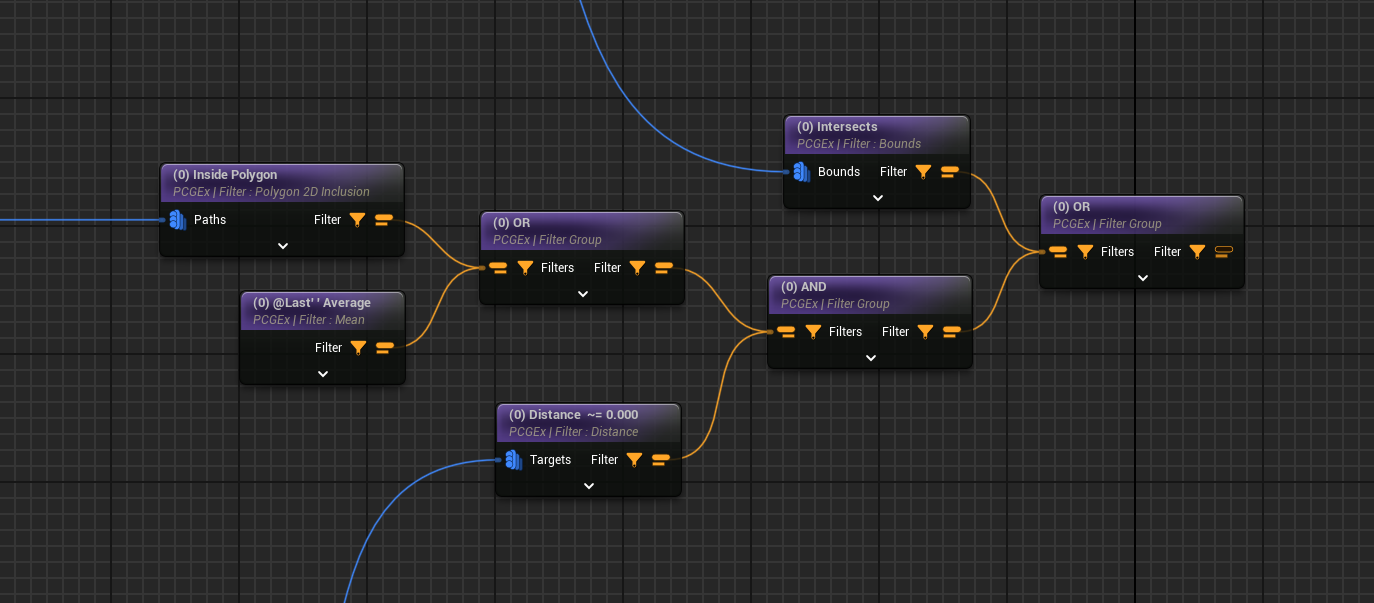 (0) Intersects
PCGEx | Filter : Bounds
Bounds Filter
(0) Inside Polygon
PCGEx | Filter : Polygon 2D Inclusion
Paths Filter
(0) OR
PCGEx | Filter Group
Filters Filter
(0) OR
PCGEx | Filter Group
Filters Filter
(0) @Last' ' Average
PCGEx | Filter : Mean
Filter
(0) AND
PCGEx | Filter Group
Filters Filter
(0) Distance ~= 0.000
PCGEx | Filter : Distance
Targets Filter